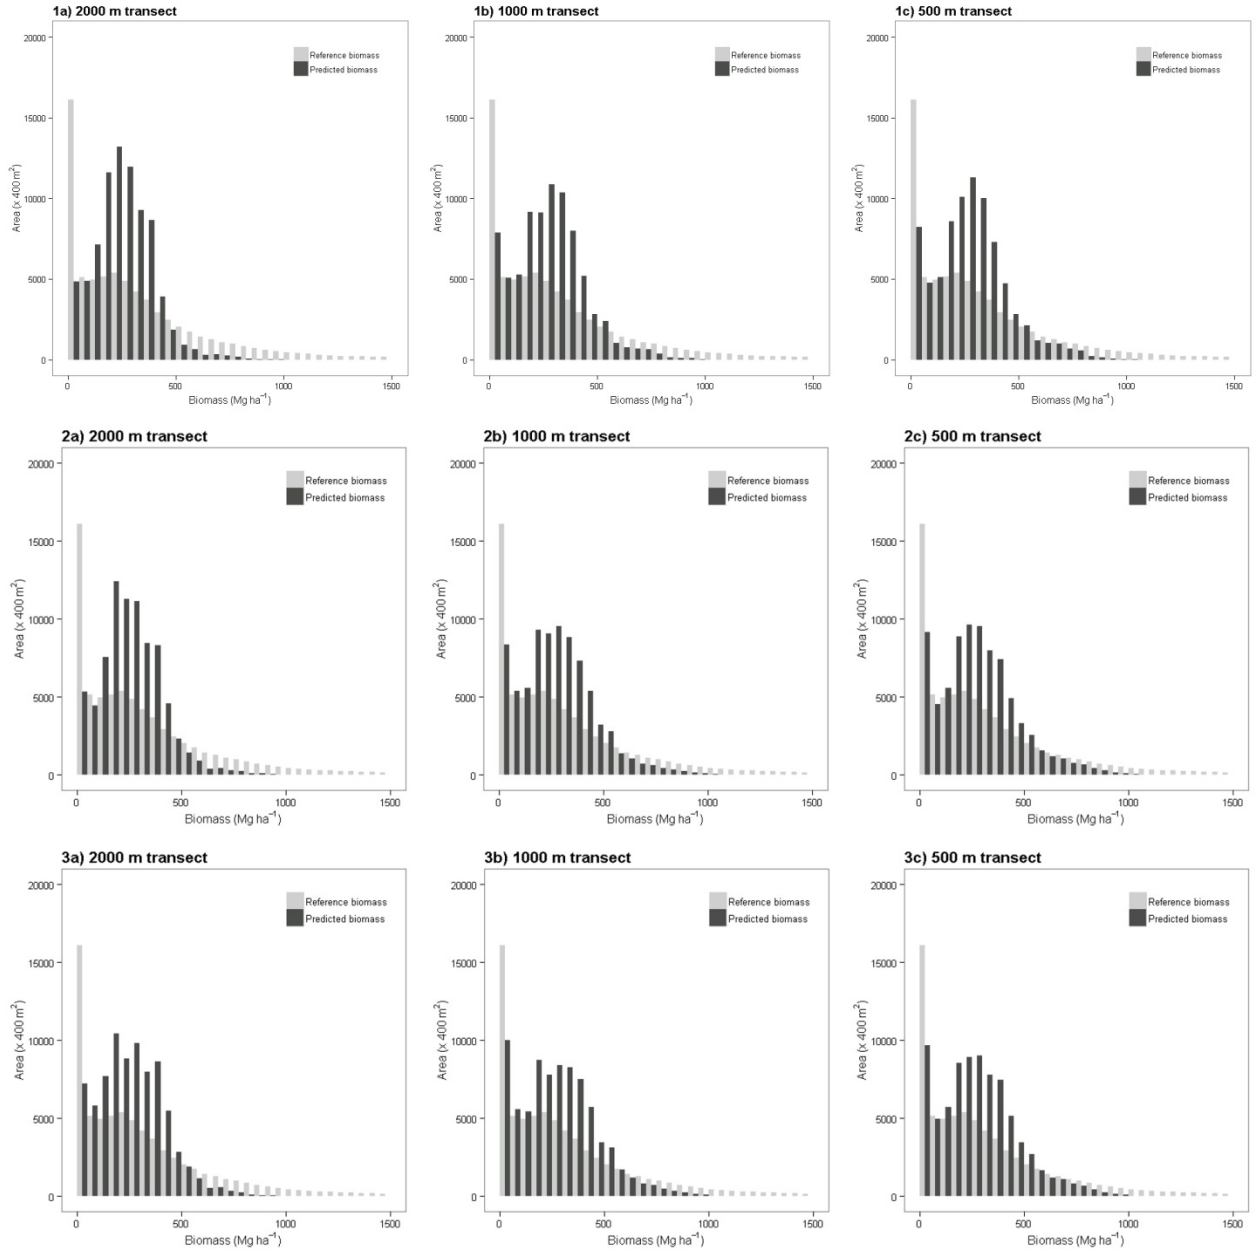 1a) 2000 m transect
20000
15000
10000
5000
0
Area (x 400 m²)
Reference biomass
Predicted biomass
0 500 1000 1500
Biomass (Mg ha⁻¹)
1b) 1000 m transect
20000
15000
10000
5000
0
Area (x 400 m²)
Reference biomass
Predicted biomass
0 500 1000 1500
Biomass (Mg ha⁻¹)
1c) 500 m transect
20000
15000
10000
5000
0
Area (x 400 m²)
Reference biomass
Predicted biomass
0 500 1000 1500
Biomass (Mg ha⁻¹)
2a) 2000 m transect
20000
15000
10000
5000
0
Area (x 400 m²)
Reference biomass
Predicted biomass
0 500 1000 1500
Biomass (Mg ha⁻¹)
2b) 1000 m transect
20000
15000
10000
5000
0
Area (x 400 m²)
Reference biomass
Predicted biomass
0 500 1000 1500
Biomass (Mg ha⁻¹)
2c) 500 m transect
20000
15000
10000
5000
0
Area (x 400 m²)
Reference biomass
Predicted biomass
0 500 1000 1500
Biomass (Mg ha⁻¹)
3a) 2000 m transect
20000
15000
10000
5000
0
Area (x 400 m²)
Reference biomass
Predicted biomass
0 500 1000 1500
Biomass (Mg ha⁻¹)
3b) 1000 m transect
20000
15000
10000
5000
0
Area (x 400 m²)
Reference biomass
Predicted biomass
0 500 1000 1500
Biomass (Mg ha⁻¹)
3c) 500 m transect
20000
15000
10000
5000
0
Area (x 400 m²)
Reference biomass
Predicted biomass
0 500 1000 1500
Biomass (Mg ha⁻¹)